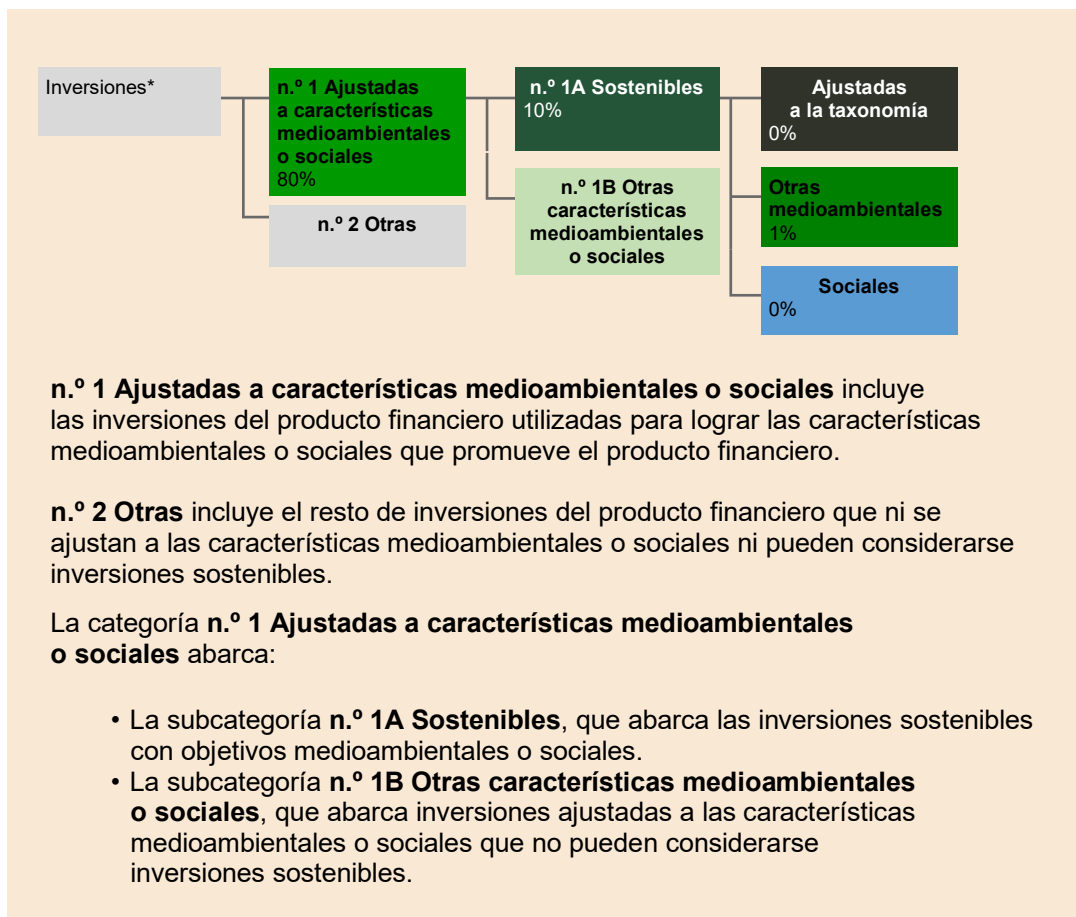 Inversiones*
n.º 1 Ajustadas
a características
medioambientales
o sociales
80%
n.º 2 Otras
n.º 1A Sostenibles
10%
n.º 1B Otras
características
medioambientales
o sociales
Ajustadas
a la taxonomía
0%
Otras
medioambientales
1%
Sociales
0%
n.º 1 Ajustadas a características medioambientales o sociales incluye
las inversiones del producto financiero utilizadas para lograr las características
medioambientales o sociales que promueve el producto financiero.
n.º 2 Otras incluye el resto de inversiones del producto financiero que ni se
ajustan a las características medioambientales o sociales ni pueden considerarse
inversiones sostenibles.
La categoría n.º 1 Ajustadas a características medioambientales
o sociales abarca:
• La subcategoría n.º 1A Sostenibles, que abarca las inversiones sostenibles
con objetivos medioambientales o sociales.
• La subcategoría n.º 1B Otras características medioambientales
o sociales, que abarca inversiones ajustadas a las características
medioambientales o sociales que no pueden considerarse
inversiones sostenibles.